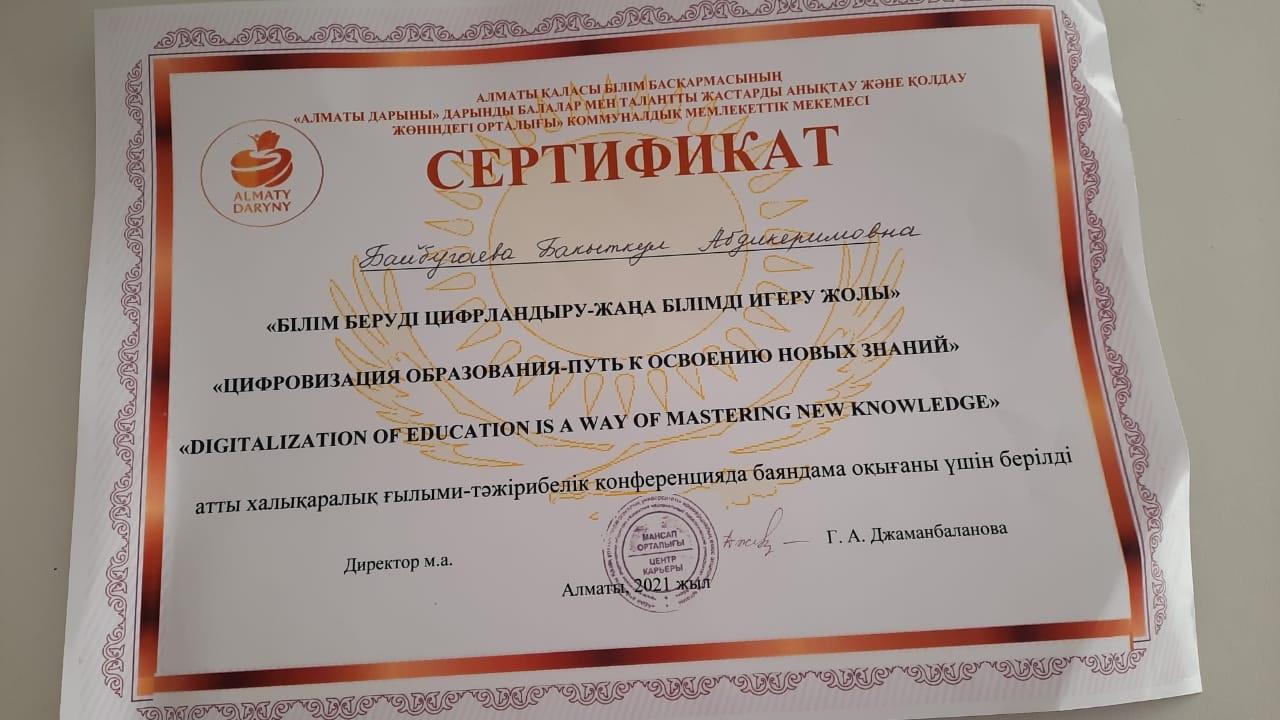 АЛМАТЫ ҚАЛАСЫ БІЛІМ БАСҚАРМАСЫНЫҢ
«АЛМАТЫ ДАРЫНЫ» ДАРЫНДЫ БАЛАЛАР МЕН ТАЛАНТТЫ ЖАСТАРДЫ АНЫҚТАУ ЖӘНЕ ҚОЛДАУ
ЖӨНІНДЕГІ ОРТАЛЫҒЫ» КОММУНАЛДЫҚ МЕМЛЕКЕТТІК МЕКЕМЕСІ
ALMATY
DARYNY
СЕРТИФИКАТ
Абдикеримовна
«БІЛІМ БЕРУДІ ЦИФРЛАНДЫРУ-ЖАҢА БІЛІМДІ ИГЕРУ ЖОЛЫ»
«ЦИФРОВИЗАЦИЯ ОБРАЗОВАНИЯ-ПУТЬ К ОСВОЕНИЮ НОВЫХ ЗНАНИЙ»
«DIGITALIZATION OF EDUCATION IS A WAY OF MASTERING NEW KNOWLEDGE»
атты халықаралық ғылыми-тәжірибелік конференцияда баяндама оқығаны үшін берілді
Директор м.а.
МАНСАП
ОРТАЛЫҒЫ
ЦЕНТР
КАРЬЕРЫ
Г. А. Джаманбаланова
Алматы, 2021 жыл